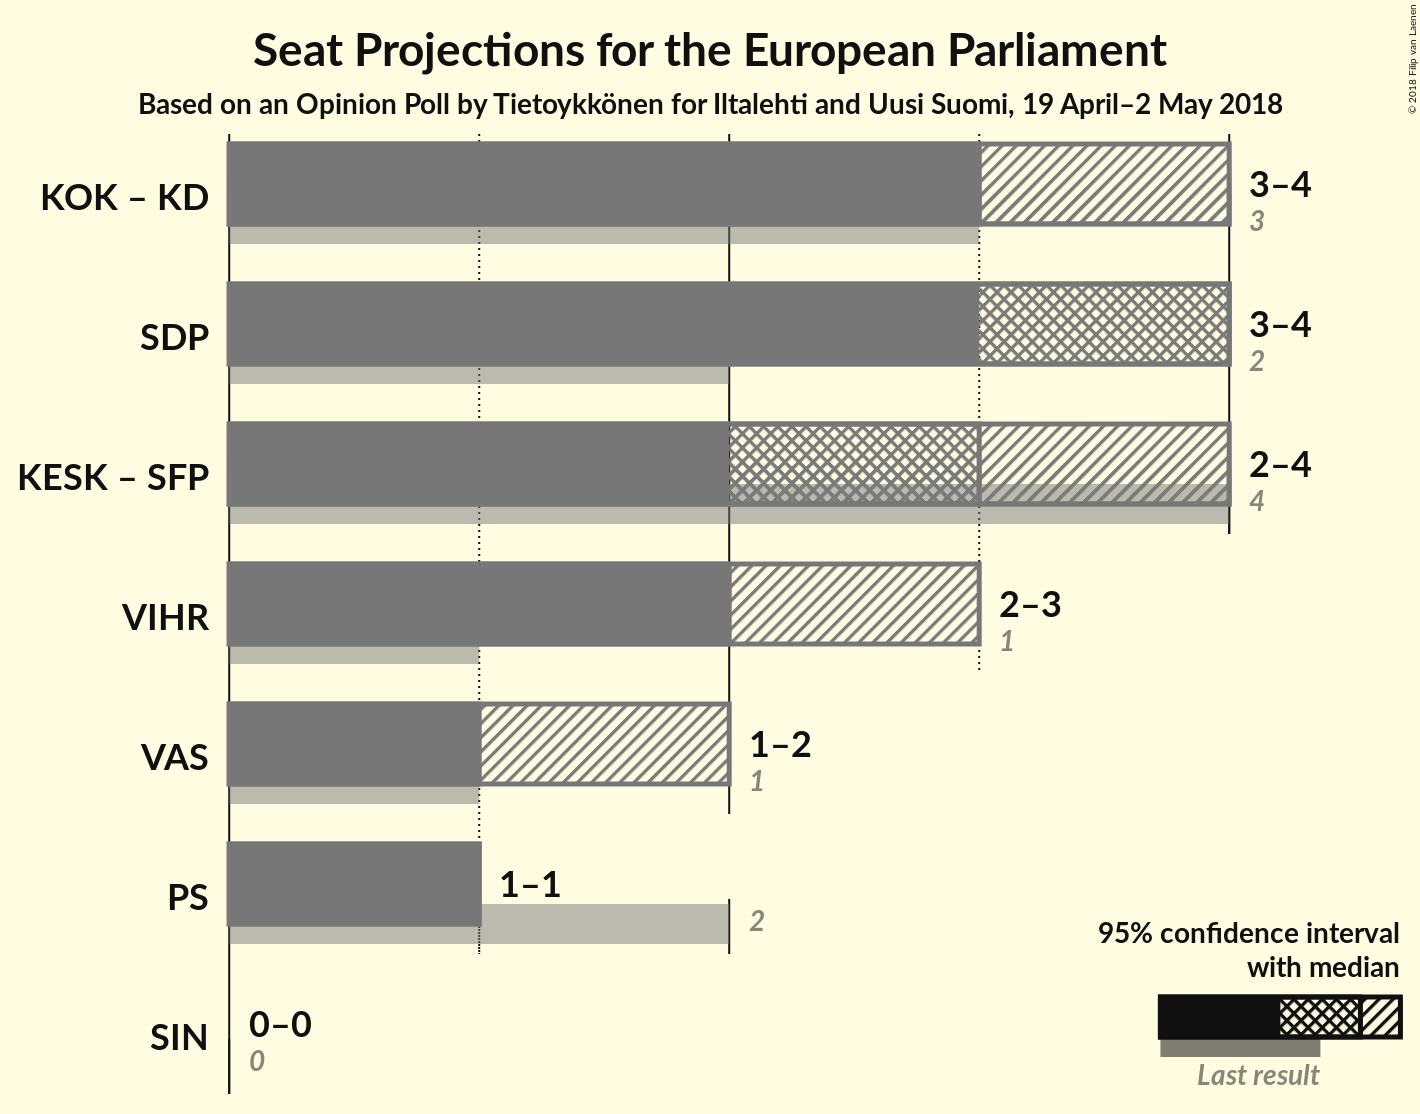 Seat Projections for the European Parliament
Based on an Opinion Poll by Tietoykkönen for Iltalehti and Uusi Suomi, 19 April–2 May 2018
© 2018 Filip van Laenen
KOK – KD
3–4
3
SDP
3–4
2
KESK – SFP
2–4
4
VIHR
2–3
1
VAS
1–2
1
PS
1–1
2
SIN
0–0
0
95% confidence interval
with median
Last result